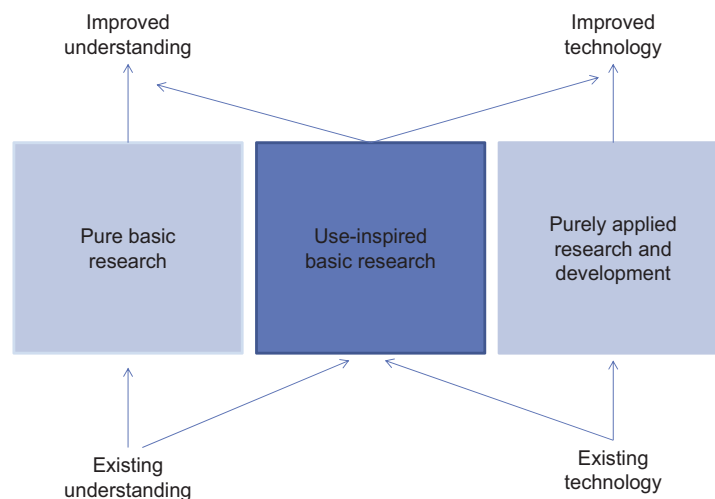 Improved
understanding
Improved
technology
Pure basic
research
Use-inspired
basic research
Purely applied
research and
development
Existing
understanding
Existing
technology